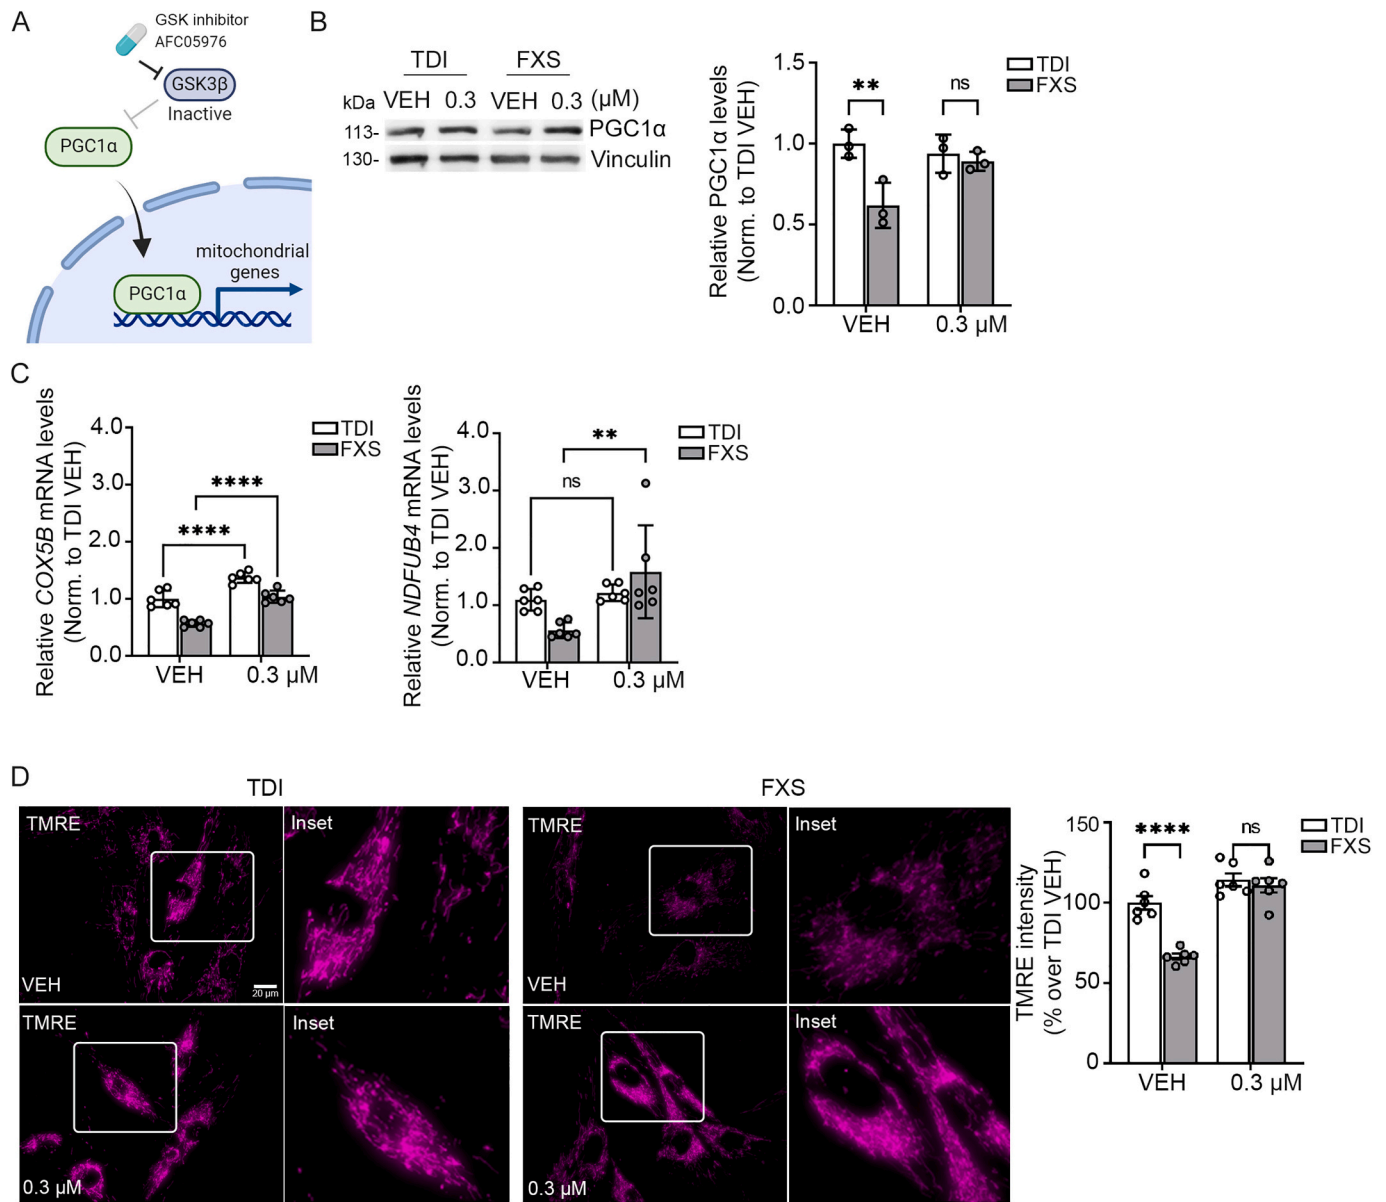 A
GSK inhibitor
AFC05976
GSK3β
Inactive
PGC1α
mitochondrial
genes
PGC1α
B
TDI FXS
kDa VEH 0.3 VEH 0.3 (µM)
113- PGC1α
130- Vinculin
Relative PGC1α levels
(Norm. to TDI VEH)
1.5
1.0
0.5
0.0
** ns
TDI
FXS
VEH 0.3 µM
C
Relative COX5B mRNA levels
(Norm. to TDI VEH)
4.0
3.0
2.0
1.0
0.0
****
****
TDI
FXS
VEH 0.3 µM
Relative NDFUB4 mRNA levels
(Norm. to TDI VEH)
4.0
3.0
2.0
1.0
0.0
**
ns
TDI
FXS
VEH 0.3 µM
D
TDI FXS
TMRE Inset TMRE Inset
VEH 20 µm VEH
TMRE Inset TMRE Inset
0.3 µM 0.3 µM
TMRE intensity
(% over TDI VEH)
150
100
50
0
**** ns
TDI
FXS
VEH 0.3 µM